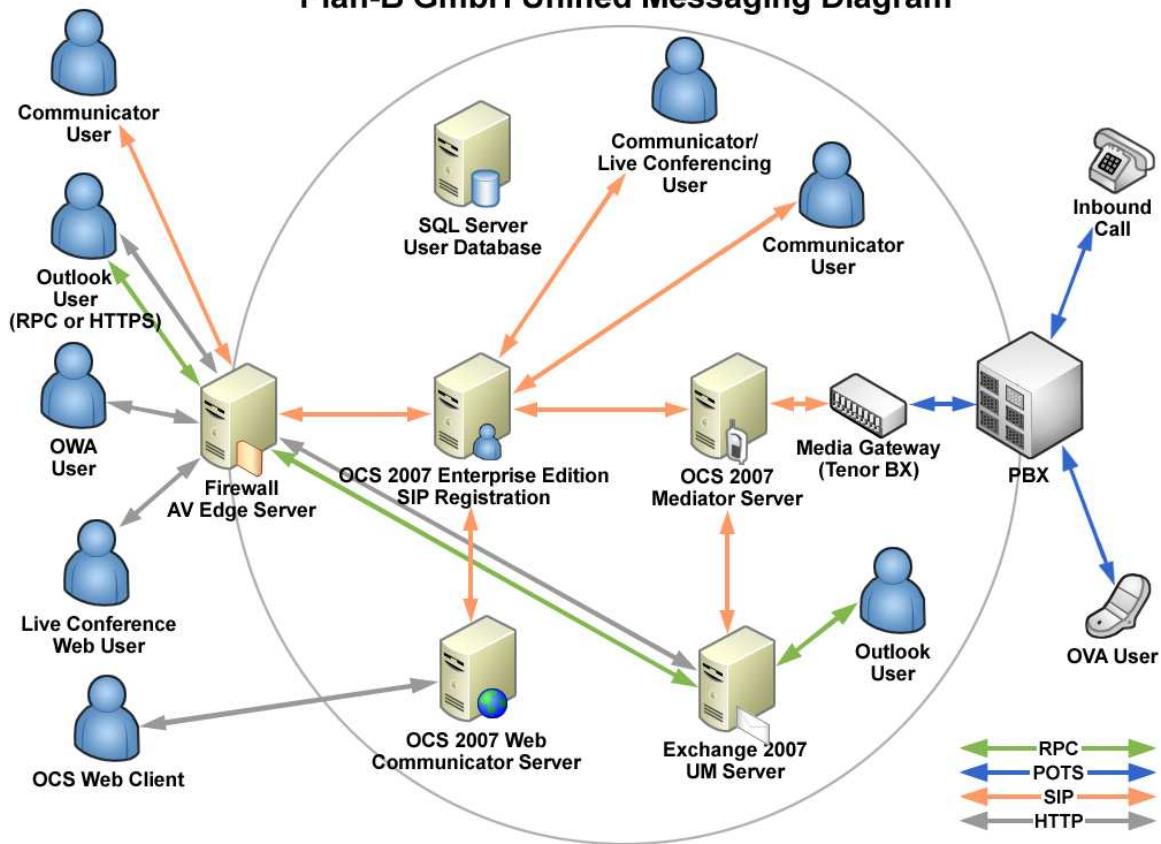 Plan-B GmbH Unified Messaging Diagram
Communicator
User
Outlook
User
(RPC or HTTPS)
OWA
User
Live Conference
Web User
OCS Web Client
Firewall
AV Edge Server
SQL Server
User Database
Communicator/
Live Conferencing
User
Communicator
User
OCS 2007 Enterprise Edition
SIP Registration
OCS 2007
Mediator Server
Media Gateway
(Tenor BX)
PBX
Inbound
Call
OVA User
OCS 2007 Web
Communicator Server
Exchange 2007
UM Server
Outlook
User
RPC
POTS
SIP
HTTP